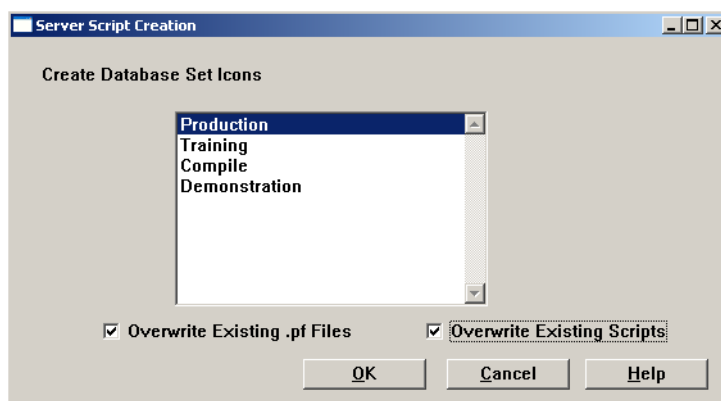 Server Script Creation
Create Database Set Icons
Production
Training
Compile
Demonstration
Overwrite Existing .pf Files Overwrite Existing Scripts
OK Cancel Help